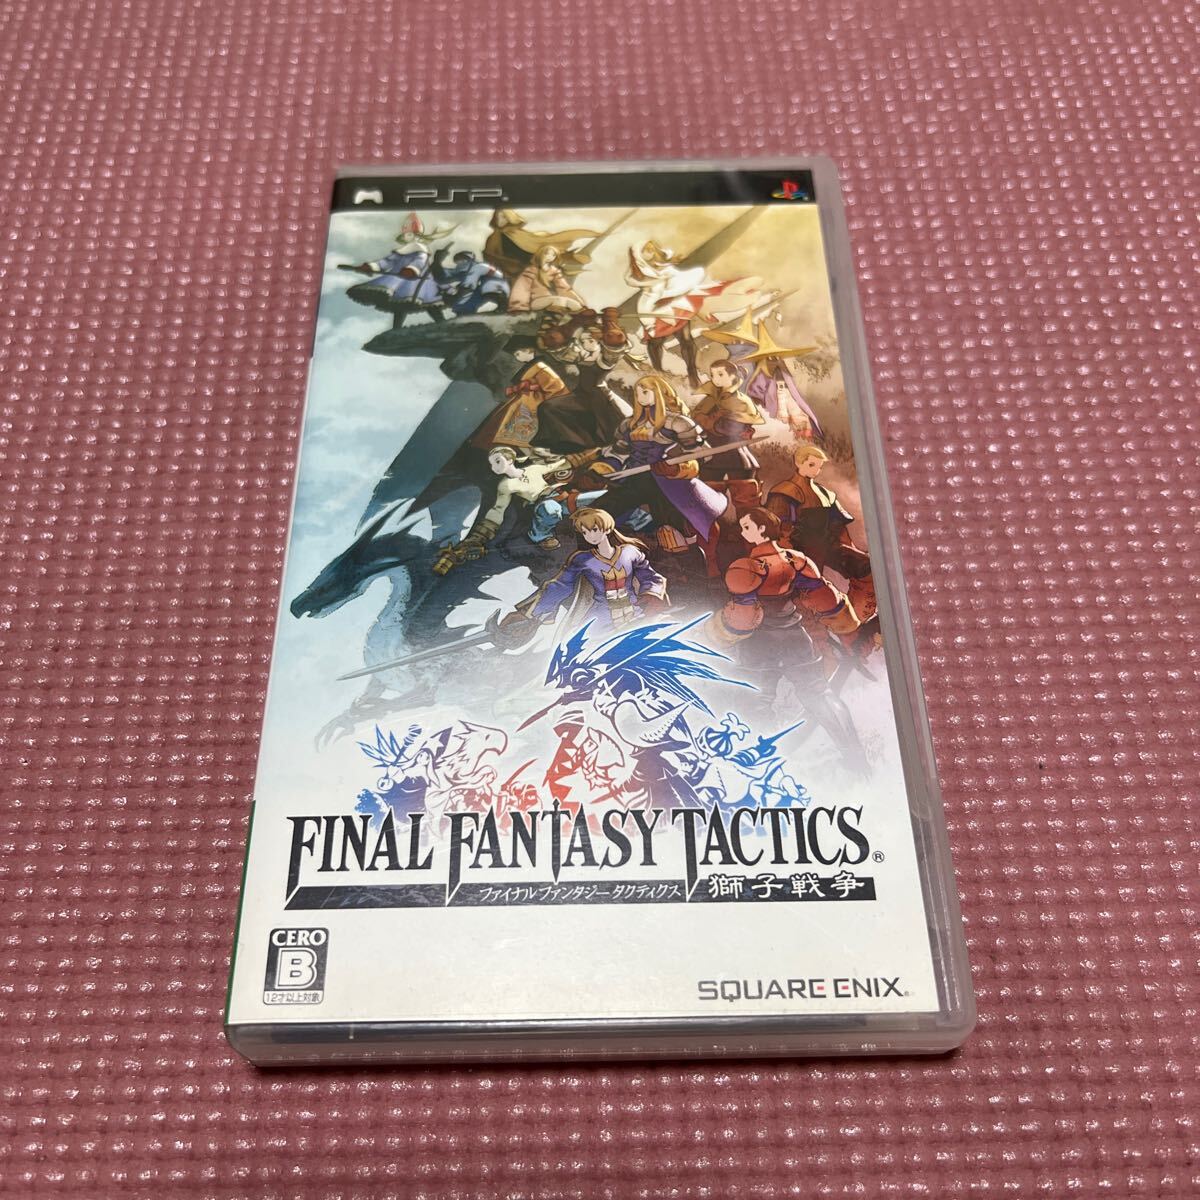 PSP
FINAL FANTASY TACTICS®
ファイナルファンタジータクティクス 獅子戦争
CERO
B
12才以上対象
SQUARE ENIX